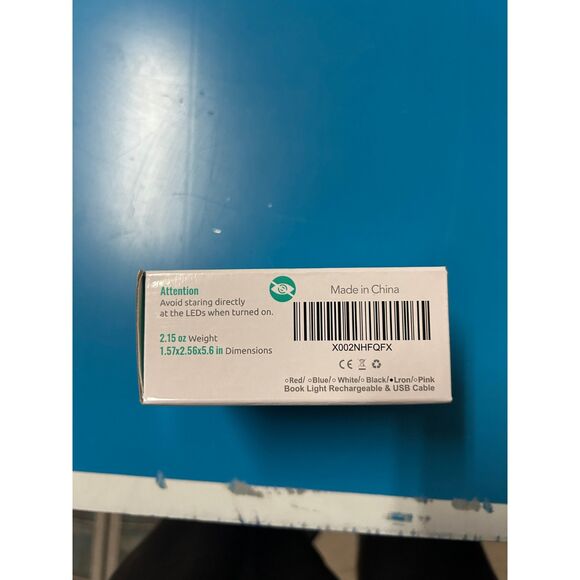 Attention
Avoid staring directly
at the LEDs when turned on.
2.15 oz Weight
1.57x2.56x5.6 in Dimensions
Made in China
X002NHFQFX
CE
○Red/ ○Blue/○ White/○ Black/●Lron/○Pink
Book Light Rechargeable & USB Cable